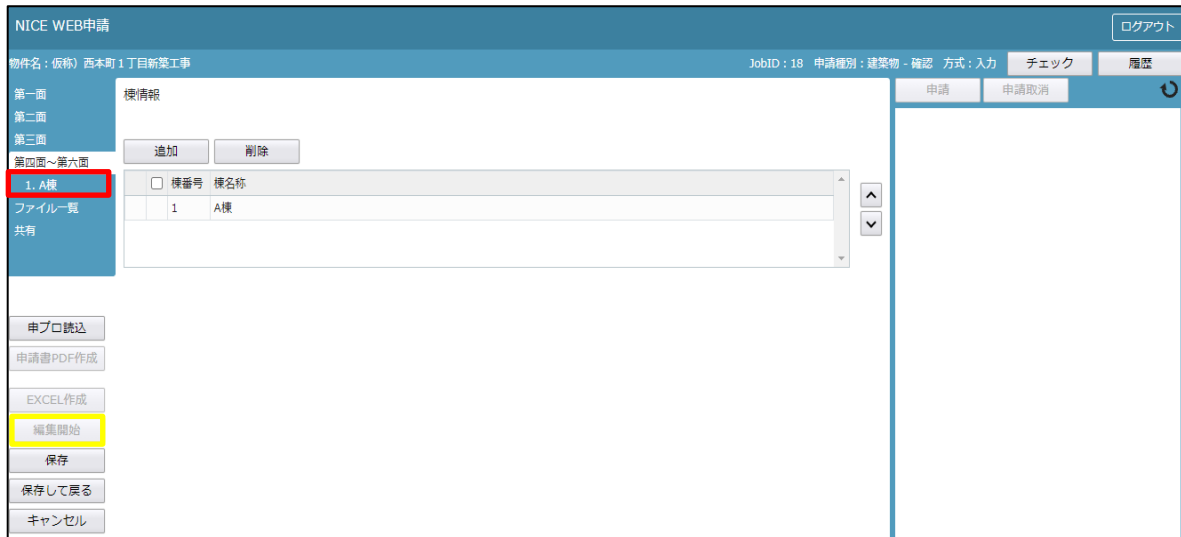 NICE WEB申請
ログアウト
物件名：仮称）西本町１丁目新築工事
JobID：18 申請種別：建築物 - 確認 方式：入力
チェック
履歴
第一面
第二面
第三面
第四面～第六面
1. A棟
ファイル一覧
共有
棟情報
追加
削除
棟番号 棟名称
1 A棟
申請
申請取消
申プロ読込
申請書PDF作成
EXCEL作成
編集開始
保存
保存して戻る
キャンセル